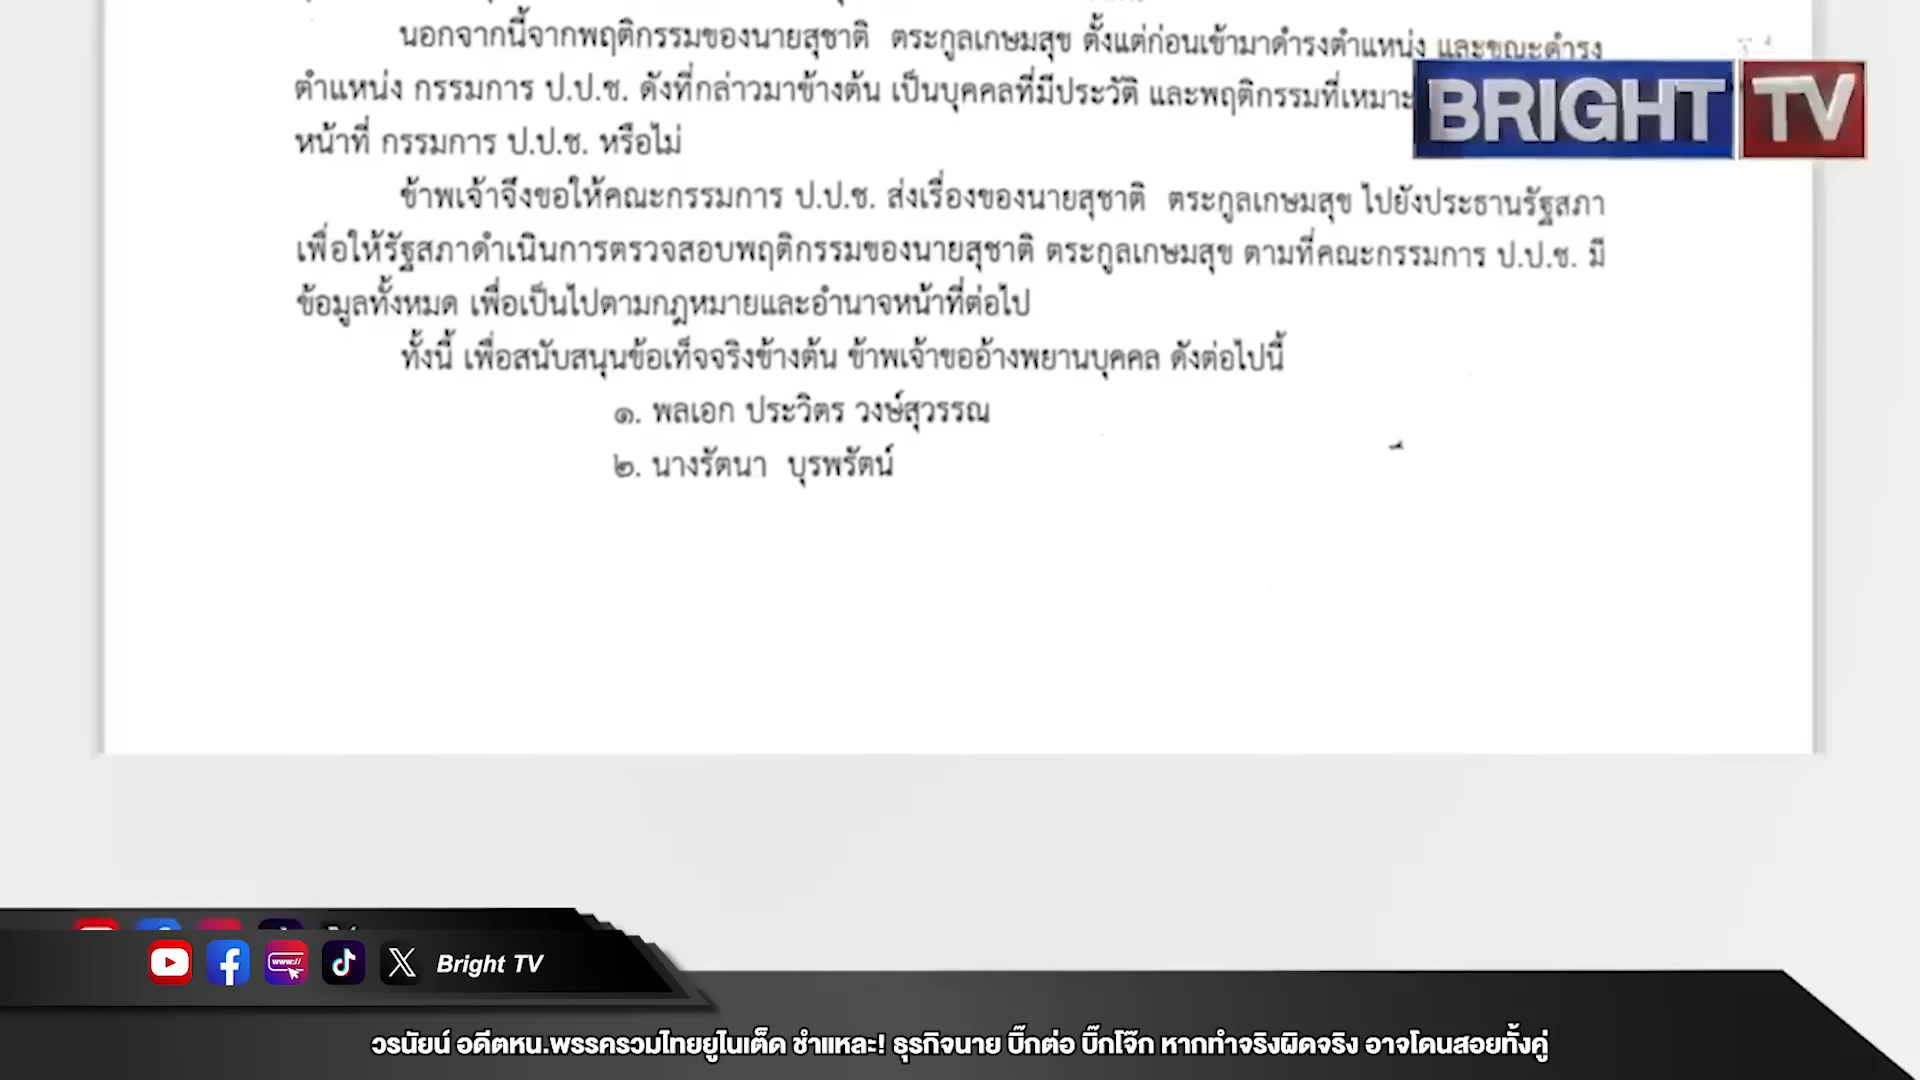 นอกจากนี้จากพฤติกรรมของนายสุชาติ ตระกูลเกษมสุข ตั้งแต่ก่อนเข้ามาดำรงตำแหน่ง และขณะดำรง
ตำแหน่ง กรรมการ ป.ป.ช. ดังที่กล่าวมาข้างต้น เป็นบุคคลที่มีประวัติ และพฤติกรรมที่เหมาะ
BRIGHT TV
หน้าที่ กรรมการ ป.ป.ช. หรือไม่
ข้าพเจ้าจึงขอให้คณะกรรมการ ป.ป.ช. ส่งเรื่องของนายสุชาติ ตระกูลเกษมสุข ไปยังประธานรัฐสภา
เพื่อให้รัฐสภาดำเนินการตรวจสอบพฤติกรรมของนายสุชาติ ตระกูลเกษมสุข ตามที่คณะกรรมการ ป.ป.ช. มี
ข้อมูลทั้งหมด เพื่อเป็นไปตามกฎหมายและอำนาจหน้าที่ต่อไป
ทั้งนี้ เพื่อสนับสนุนข้อเท็จจริงข้างต้น ข้าพเจ้าขออ้างพยานบุคคล ดังต่อไปนี้
๑. พลเอก ประวิตร วงษ์สุวรรณ
๒. นางรัตนา บุรพรัตน์
www:// Bright TV
วรนัยน์ อดีตหน.พรรครวมไทยยูไนเต็ด ชำแหละ! ธุรกิจนาย บิ๊กต่อ บิ๊กโจ๊ก หากทำจริงผิดจริง อาจโดนสอยทั้งคู่